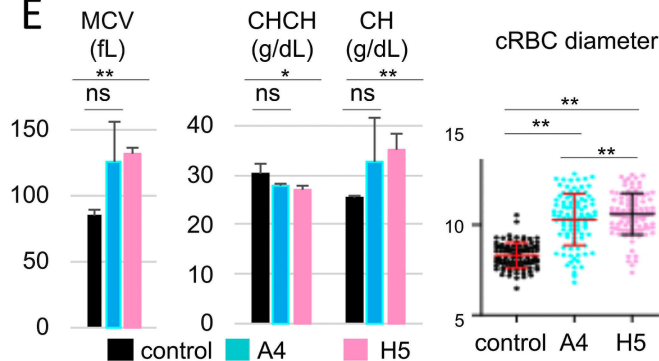 E
MCV
(fL)
**
ns
150
100
50
0
CHCH
(g/dL)
*
ns
CH
(g/dL)
**
ns
40
30
20
10
0
cRBC diameter
**
**
**
15
10
5
control A4 H5
control A4 H5